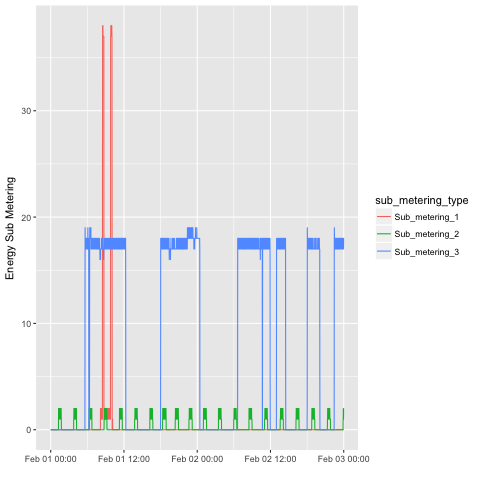 Energy Sub Metering
30
20
10
0
Feb 01 00:00 Feb 01 12:00 Feb 02 00:00 Feb 02 12:00 Feb 03 00:00
sub_metering_type
Sub_metering_1
Sub_metering_2
Sub_metering_3